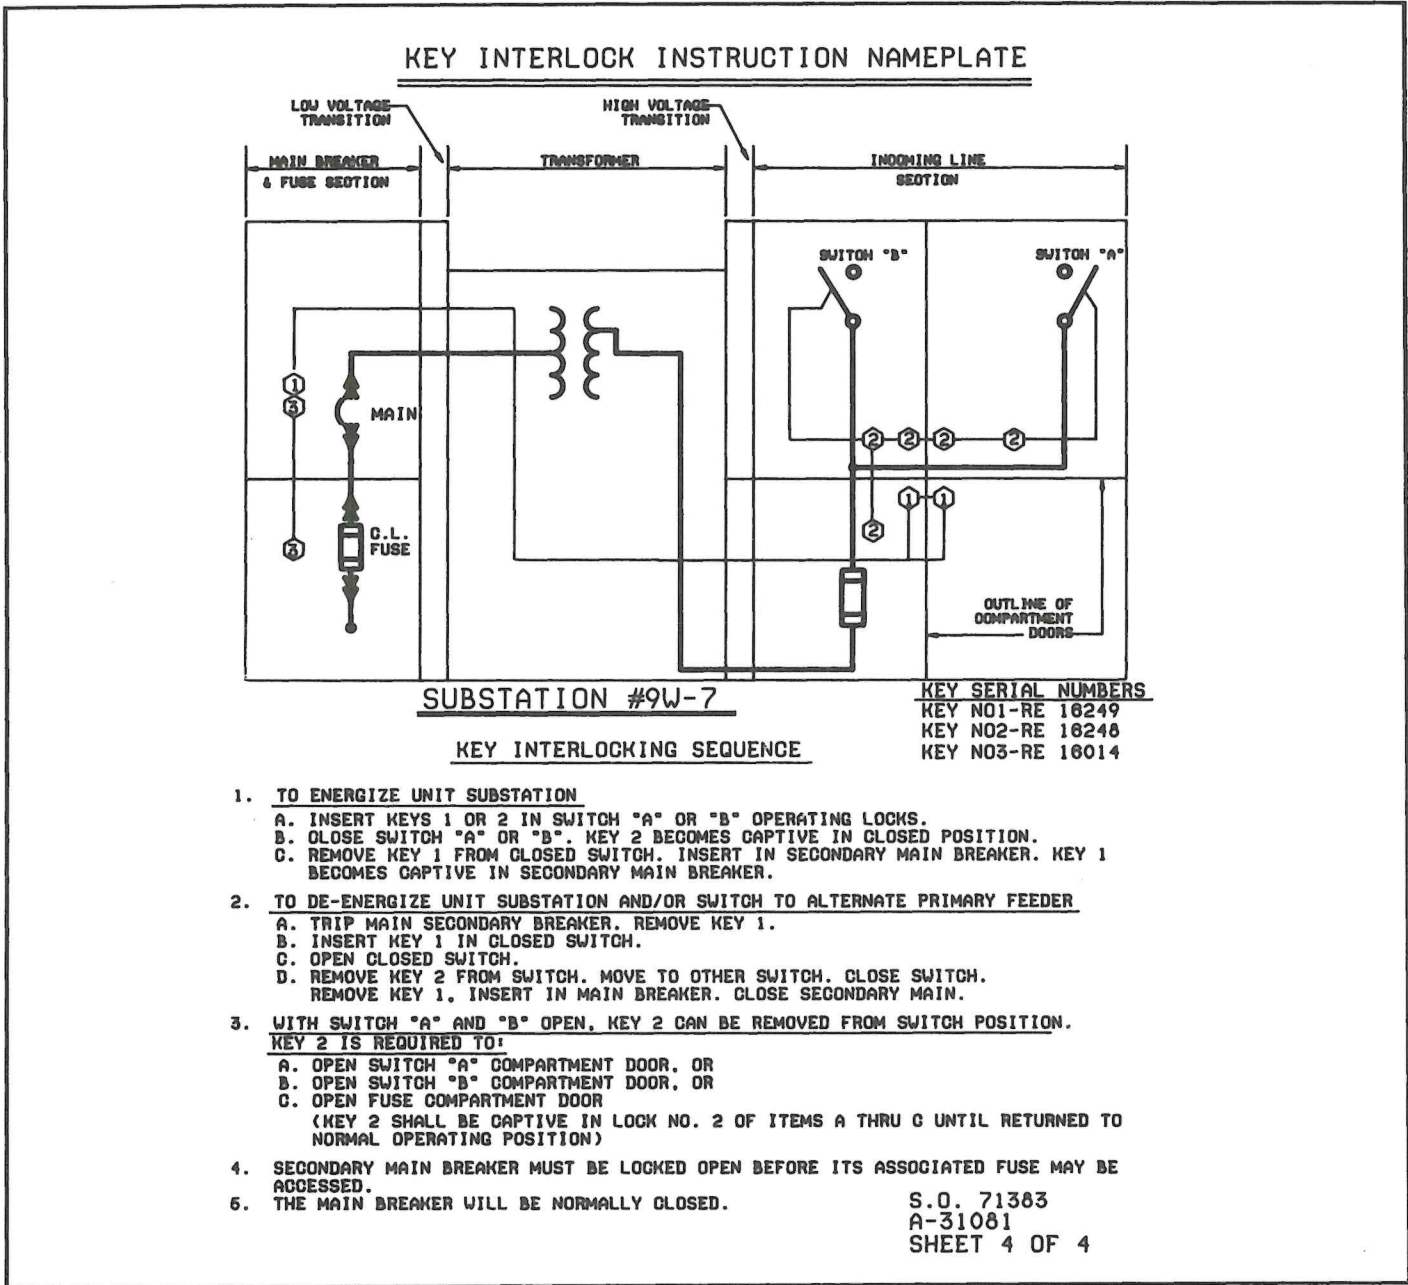 KEY INTERLOCK INSTRUCTION NAMEPLATE
LOW VOLTAGE
TRANSITION
HIGH VOLTAGE
TRANSITION
MAIN BREAKER
& FUSE SECTION
TRANSFORMER
INCOMING LINE
SECTION
SWITCH "B"
SWITCH "A"
1
3
MAIN
2
2
2
2
1
1
2
3
C.L.
FUSE
OUTLINE OF
COMPARTMENT
DOORS
SUBSTATION #9W-7
KEY SERIAL NUMBERS
KEY NO1-RE 16249
KEY NO2-RE 16248
KEY NO3-RE 16014
KEY INTERLOCKING SEQUENCE
1. TO ENERGIZE UNIT SUBSTATION
A. INSERT KEYS 1 OR 2 IN SWITCH "A" OR "B" OPERATING LOCKS.
B. CLOSE SWITCH "A" OR "B". KEY 2 BECOMES CAPTIVE IN CLOSED POSITION.
C. REMOVE KEY 1 FROM CLOSED SWITCH. INSERT IN SECONDARY MAIN BREAKER. KEY 1
BECOMES CAPTIVE IN SECONDARY MAIN BREAKER.
2. TO DE-ENERGIZE UNIT SUBSTATION AND/OR SWITCH TO ALTERNATE PRIMARY FEEDER
A. TRIP MAIN SECONDARY BREAKER. REMOVE KEY 1.
B. INSERT KEY 1 IN CLOSED SWITCH.
C. OPEN CLOSED SWITCH.
D. REMOVE KEY 2 FROM SWITCH. MOVE TO OTHER SWITCH. CLOSE SWITCH.
REMOVE KEY 1. INSERT IN MAIN BREAKER. CLOSE SECONDARY MAIN.
3. WITH SWITCH "A" AND "B" OPEN, KEY 2 CAN BE REMOVED FROM SWITCH POSITION.
KEY 2 IS REQUIRED TO:
A. OPEN SWITCH "A" COMPARTMENT DOOR, OR
B. OPEN SWITCH "B" COMPARTMENT DOOR, OR
C. OPEN FUSE COMPARTMENT DOOR
(KEY 2 SHALL BE CAPTIVE IN LOCK NO. 2 OF ITEMS A THRU C UNTIL RETURNED TO
NORMAL OPERATING POSITION)
4. SECONDARY MAIN BREAKER MUST BE LOCKED OPEN BEFORE ITS ASSOCIATED FUSE MAY BE
ACCESSED.
5. THE MAIN BREAKER WILL BE NORMALLY CLOSED.
S.O. 71383
A-31081
SHEET 4 OF 4